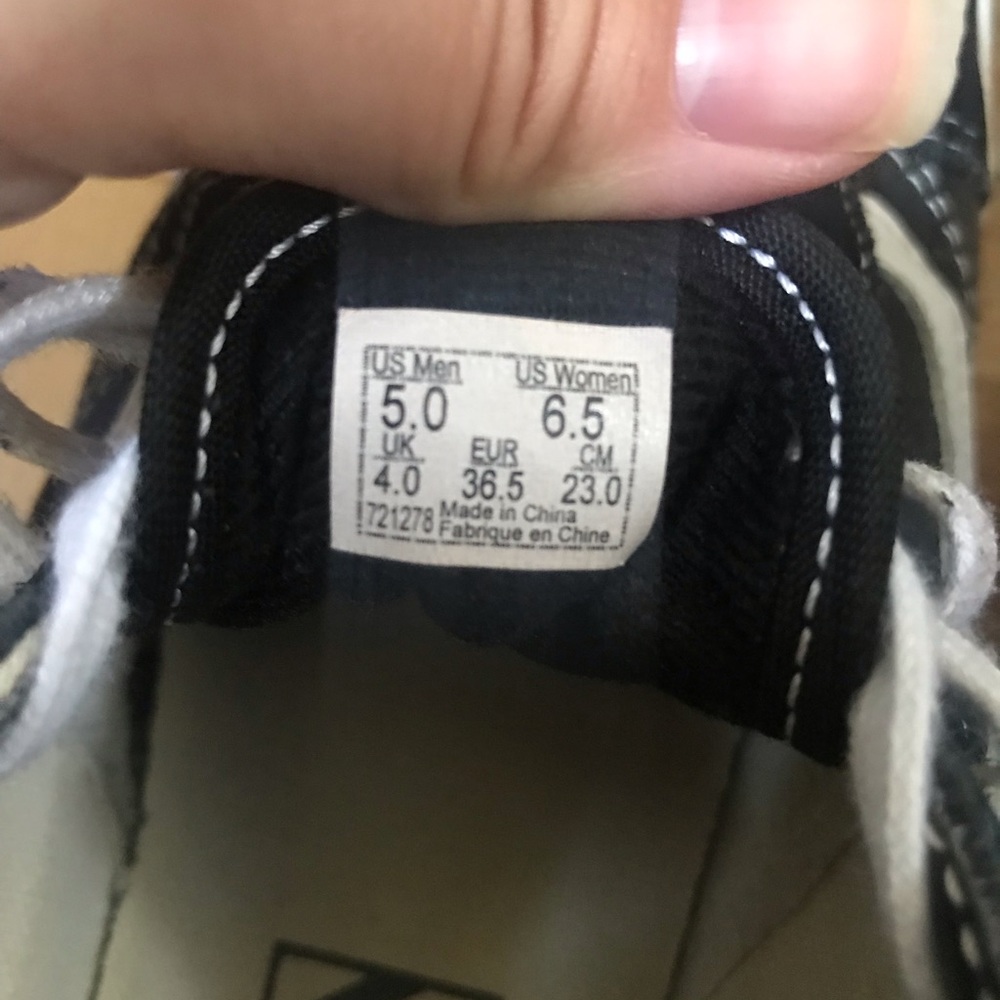 US Men US Women
5.0 6.5
UK EUR CM
4.0 36.5 23.0
721278 Made in China
Fabrique en Chine